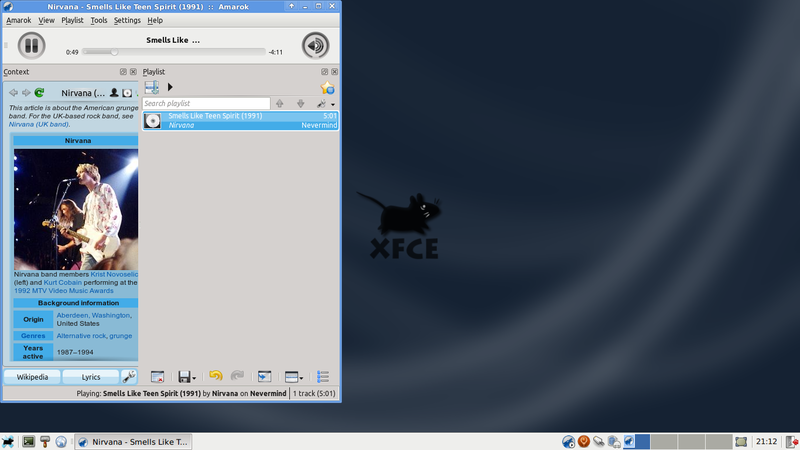 Nirvana - Smells Like Teen Spirit (1991)  ::  Amarok
Amarok View Playlist Tools Settings Help
Smells Like ...
0:49
-4:11
Context
Nirvana (...
This article is about the American grunge
band. For the UK-based rock band, see
Nirvana (UK band).
Nirvana
Nirvana band members Krist Novoselic
(left) and Kurt Cobain performing at the
1992 MTV Video Music Awards
Background information
Origin
Aberdeen, Washington,
United States
Genres
Alternative rock, grunge
Years
active
1987–1994
Wikipedia
Lyrics
Playlist
Search playlist
Smells Like Teen Spirit (1991) 5:01
Nirvana Nevermind
Playing: Smells Like Teen Spirit (1991) by Nirvana on Nevermind
1 track (5:01)
XFCE
Nirvana - Smells Like T...
21:12